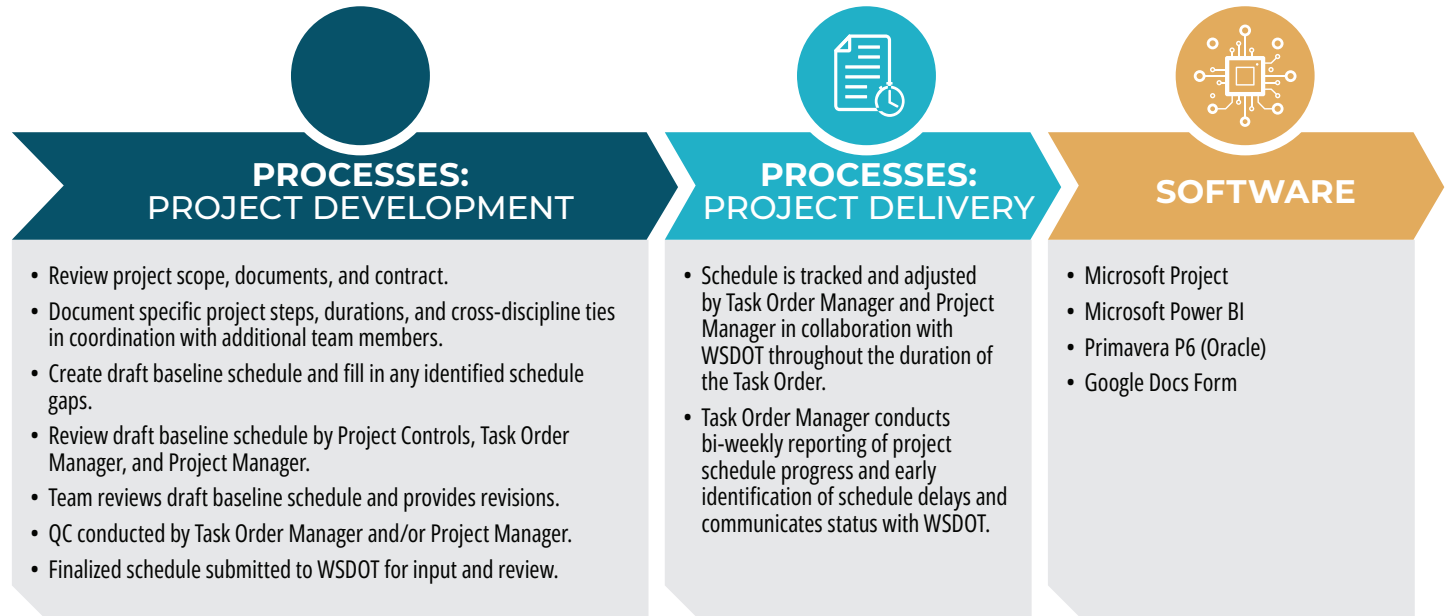 PROCESSES:
PROJECT DEVELOPMENT
• Review project scope, documents, and contract.
• Document specific project steps, durations, and cross-discipline ties
in coordination with additional team members.
• Create draft baseline schedule and fill in any identified schedule
gaps.
• Review draft baseline schedule by Project Controls, Task Order
Manager, and Project Manager.
• Team reviews draft baseline schedule and provides revisions.
• QC conducted by Task Order Manager and/or Project Manager.
• Finalized schedule submitted to WSDOT for input and review.
PROCESSES:
PROJECT DELIVERY
• Schedule is tracked and adjusted
by Task Order Manager and Project
Manager in collaboration with
WSDOT throughout the duration of
the Task Order.
• Task Order Manager conducts
bi-weekly reporting of project
schedule progress and early
identification of schedule delays and
communicates status with WSDOT.
SOFTWARE
• Microsoft Project
• Microsoft Power BI
• Primavera P6 (Oracle)
• Google Docs Form